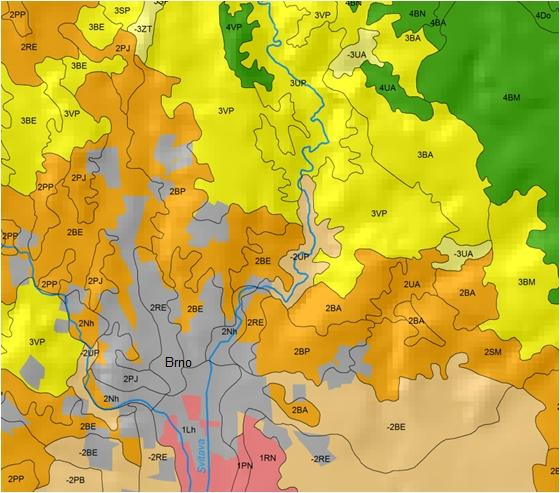 2PP
3SP
-3ZT
3VP
4BN
4BN
4Do
3BE
4VP
4BA
2RE
2PJ
3BA
-3UA
3BE
3UP
4UA
4BM
3VP
3VP
3BE
3BA
2PP
2PJ
2BP
3VP
2PP
2BE
-3UA
2BE
-2UP
2PP
2PJ
2UA
3BM
2BA
2RE
2BE
2BA
2Nh
2Nh
2RE
2BA
3VP
-2UP
2BP
2SM
Brno
2PJ
2Nh
2BA
2BE
1Lh
-2BE
-2BE
-2RE
Svitava
1PN
1RN
-2RE
2PP
-2PB
2BE